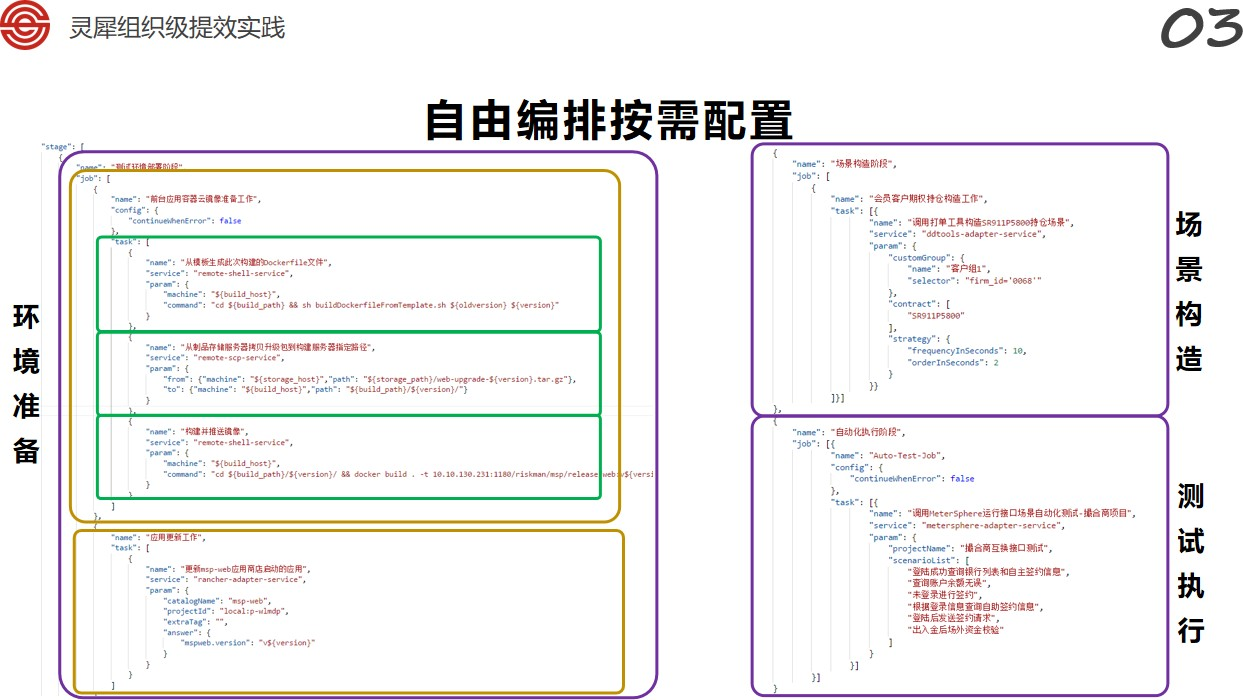 灵犀组织级提效实践
03
自由编排按需配置
环境准备
"stage": [
{
"name": "测试环境部署阶段"
"job": [
{
"name": "前台应用容器云镜像准备工作",
"config": {
"continueWhenError": false
},
"task": [
{
"name": "从模板生成此次构建的Dockerfile文件",
"service": "remote-shell-service",
"param": {
"machine": "${build_host}",
"command": "cd ${build_path} && sh buildDockerfileFromTemplate.sh ${oldversion} ${version}"
}
},
{
"name": "从制品存储服务器拷贝升级包到构建服务器指定路径",
"service": "remote-scp-service",
"param": {
"from": {"machine": "${storage_host}","path": "${storage_path}/web-upgrade-${version}.tar.gz"},
"to": {"machine": "${build_host}","path": "${build_path}/${version}/"}
}
},
{
"name": "构建并推送镜像",
"service": "remote-shell-service",
"param": {
"machine": "${build_host}",
"command": "cd ${build_path}/${version}/ && docker build . -t 10.10.130.231:1180/riskman/msp/release-web:v${versi
}
}
]
},
{
"name": "应用更新工作",
"task": [
{
"name": "更新msp-web应用商店启动的应用",
"service": "rancher-adapter-service",
"param": {
"catalogName": "msp-web",
"projectId": "local:p-wlmdp",
"extraTag": "",
"answer": {
"mspweb.version": "v${version}"
}
}
}
]
{
"name": "场景构造阶段",
"job": [
{
"name": "会员客户期权持仓构造工作",
"task": [{
"name": "调用打单工具构造SR911P5800持仓场景",
"service": "ddtools-adapter-service",
"param": {
"customGroup": {
"name": "客户组1",
"selector": "firm_id='0068'"
},
"contract": [
"SR911P5800"
],
"strategy": {
"frequencyInSeconds": 10,
"orderInSeconds": 2
}
}}
]}]
},
场景构造
{
"name": "自动化执行阶段",
"job": [{
"name": "Auto-Test-Job",
"config": {
"continueWhenError": false
},
"task": [{
"name": "调用MeterSphere运行接口场景自动化测试-撮合商项目",
"service": "metersphere-adapter-service",
"param": {
"projectName": "撮合商互换接口测试",
"scenarioList": [
"登陆成功查询银行列表和自主签约信息",
"查询账户余额无误",
"未登录进行签约",
"根据登录信息查询自助签约信息",
"登陆后发送签约请求",
"出入金后场外资金校验"
]
}
}]
}]
}
测试执行